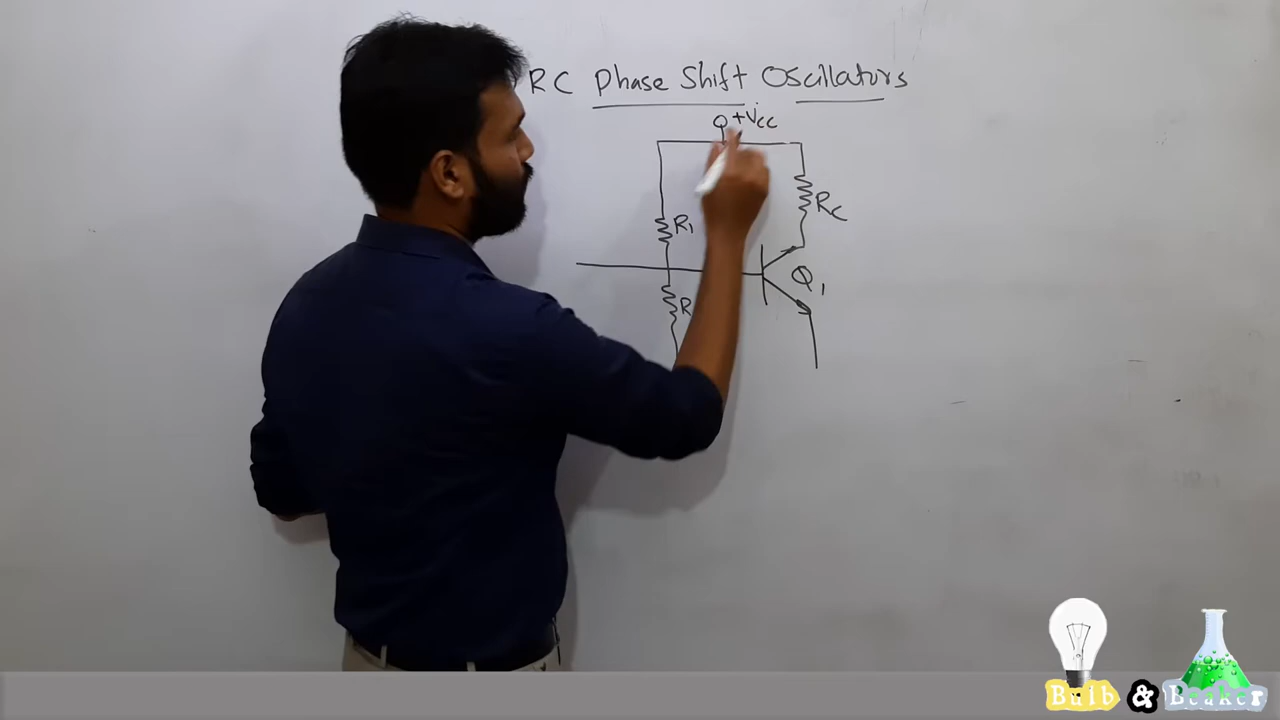 RC Phase Shift Oscillators
+VCC
RC
R1
Q1
R
Bulb & Beaker